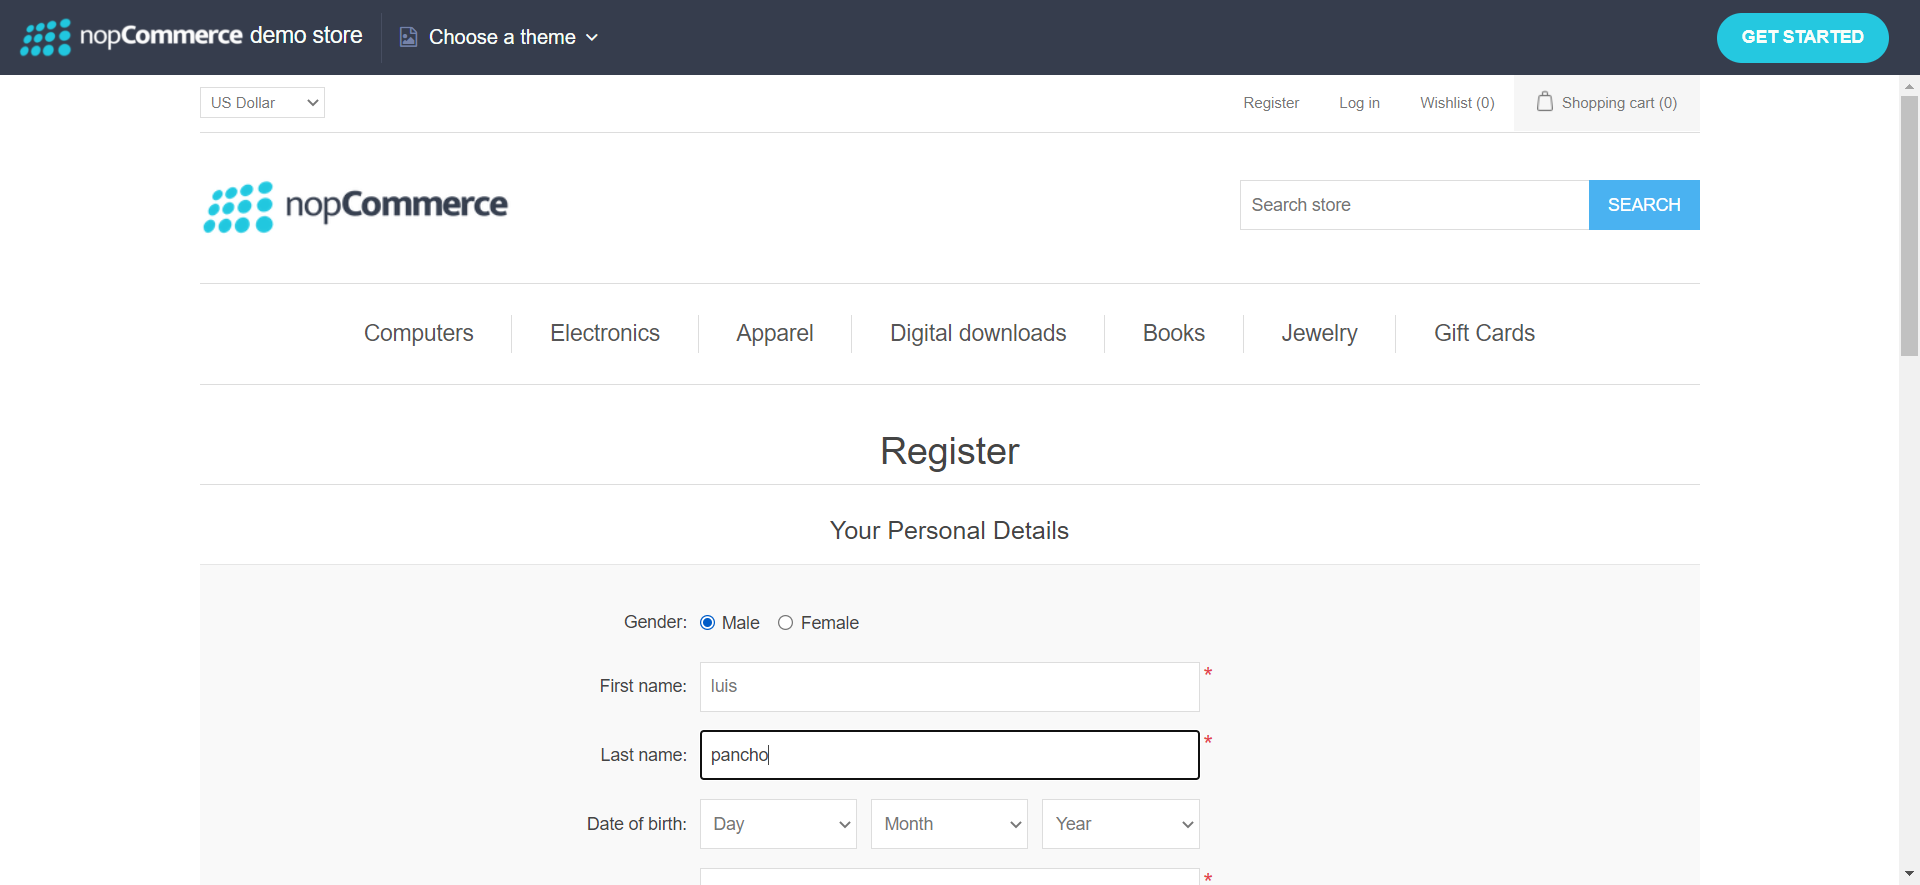 nopCommerce demo store
Choose a theme
GET STARTED
US Dollar
Register
Log in
Wishlist (0)
Shopping cart (0)
nopCommerce
Search store
SEARCH
Computers
Electronics
Apparel
Digital downloads
Books
Jewelry
Gift Cards
Register
Your Personal Details
Gender: Male Female
First name: luis *
Last name: pancho *
Date of birth: Day Month Year
*